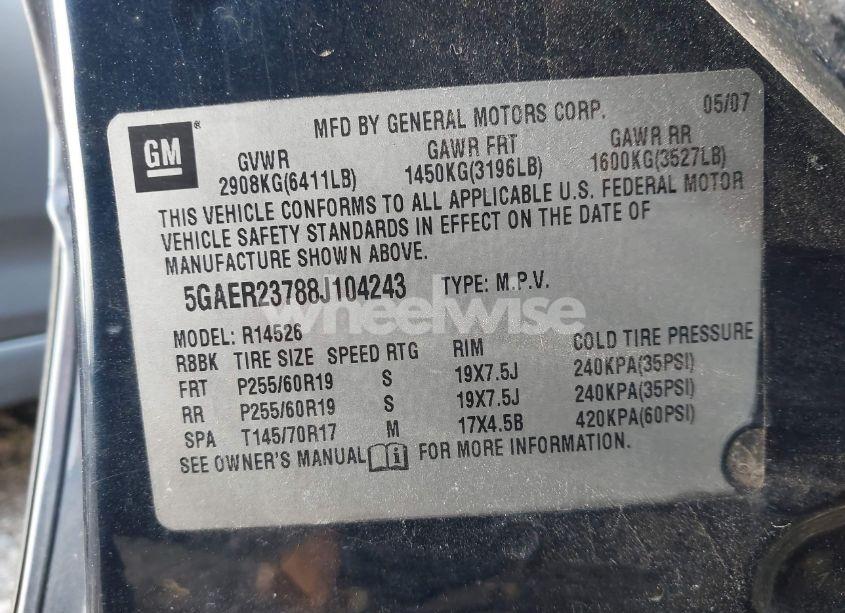 MFD BY GENERAL MOTORS CORP. 05/07
GM®
GVWR GAWR FRT GAWR RR
2908KG(6411LB) 1450KG(3196LB) 1600KG(3527LB)
THIS VEHICLE CONFORMS TO ALL APPLICABLE U.S. FEDERAL MOTOR
VEHICLE SAFETY STANDARDS IN EFFECT ON THE DATE OF
MANUFACTURE SHOWN ABOVE.
5GAER23788J104243 TYPE: M.P.V.
wheelwise
MODEL: R14526
R8BK TIRE SIZE SPEED RTG RIM COLD TIRE PRESSURE
FRT P255/60R19 S 19X7.5J 240KPA(35PSI)
RR P255/60R19 S 19X7.5J 240KPA(35PSI)
SPA T145/70R17 M 17X4.5B 420KPA(60PSI)
SEE OWNER'S MANUAL i FOR MORE INFORMATION.